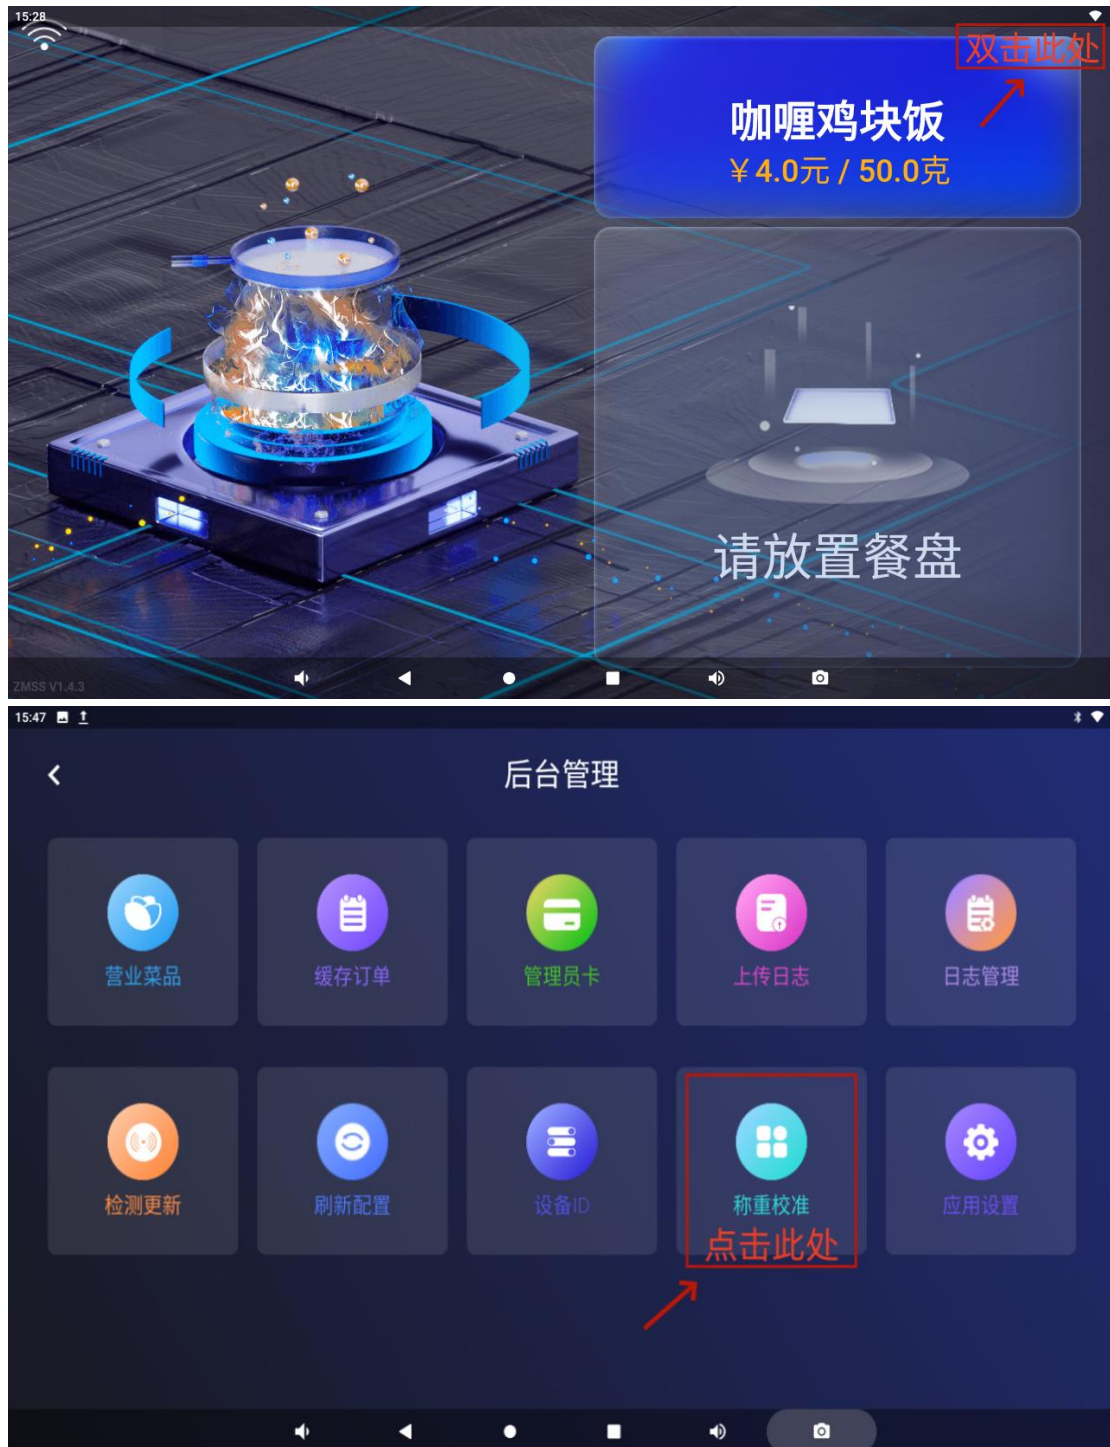 15:28
双击此处
咖喱鸡块饭
￥4.0元 / 50.0克
请放置餐盘
ZMSS V1.4.3
15:47
后台管理
营业菜品
缓存订单
管理员卡
上传日志
日志管理
检测更新
刷新配置
设备ID
称重校准
应用设置
点击此处